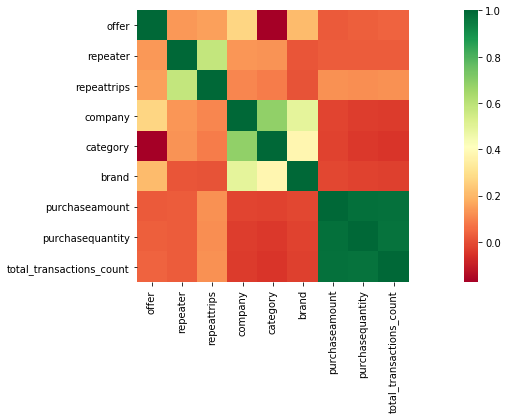 offer
repeater
repeattrips
company
category
brand
purchaseamount
purchasequantity
total_transactions_count
offer
repeater
repeattrips
company
category
brand
purchaseamount
purchasequantity
total_transactions_count
1.0
0.8
0.6
0.4
0.2
0.0